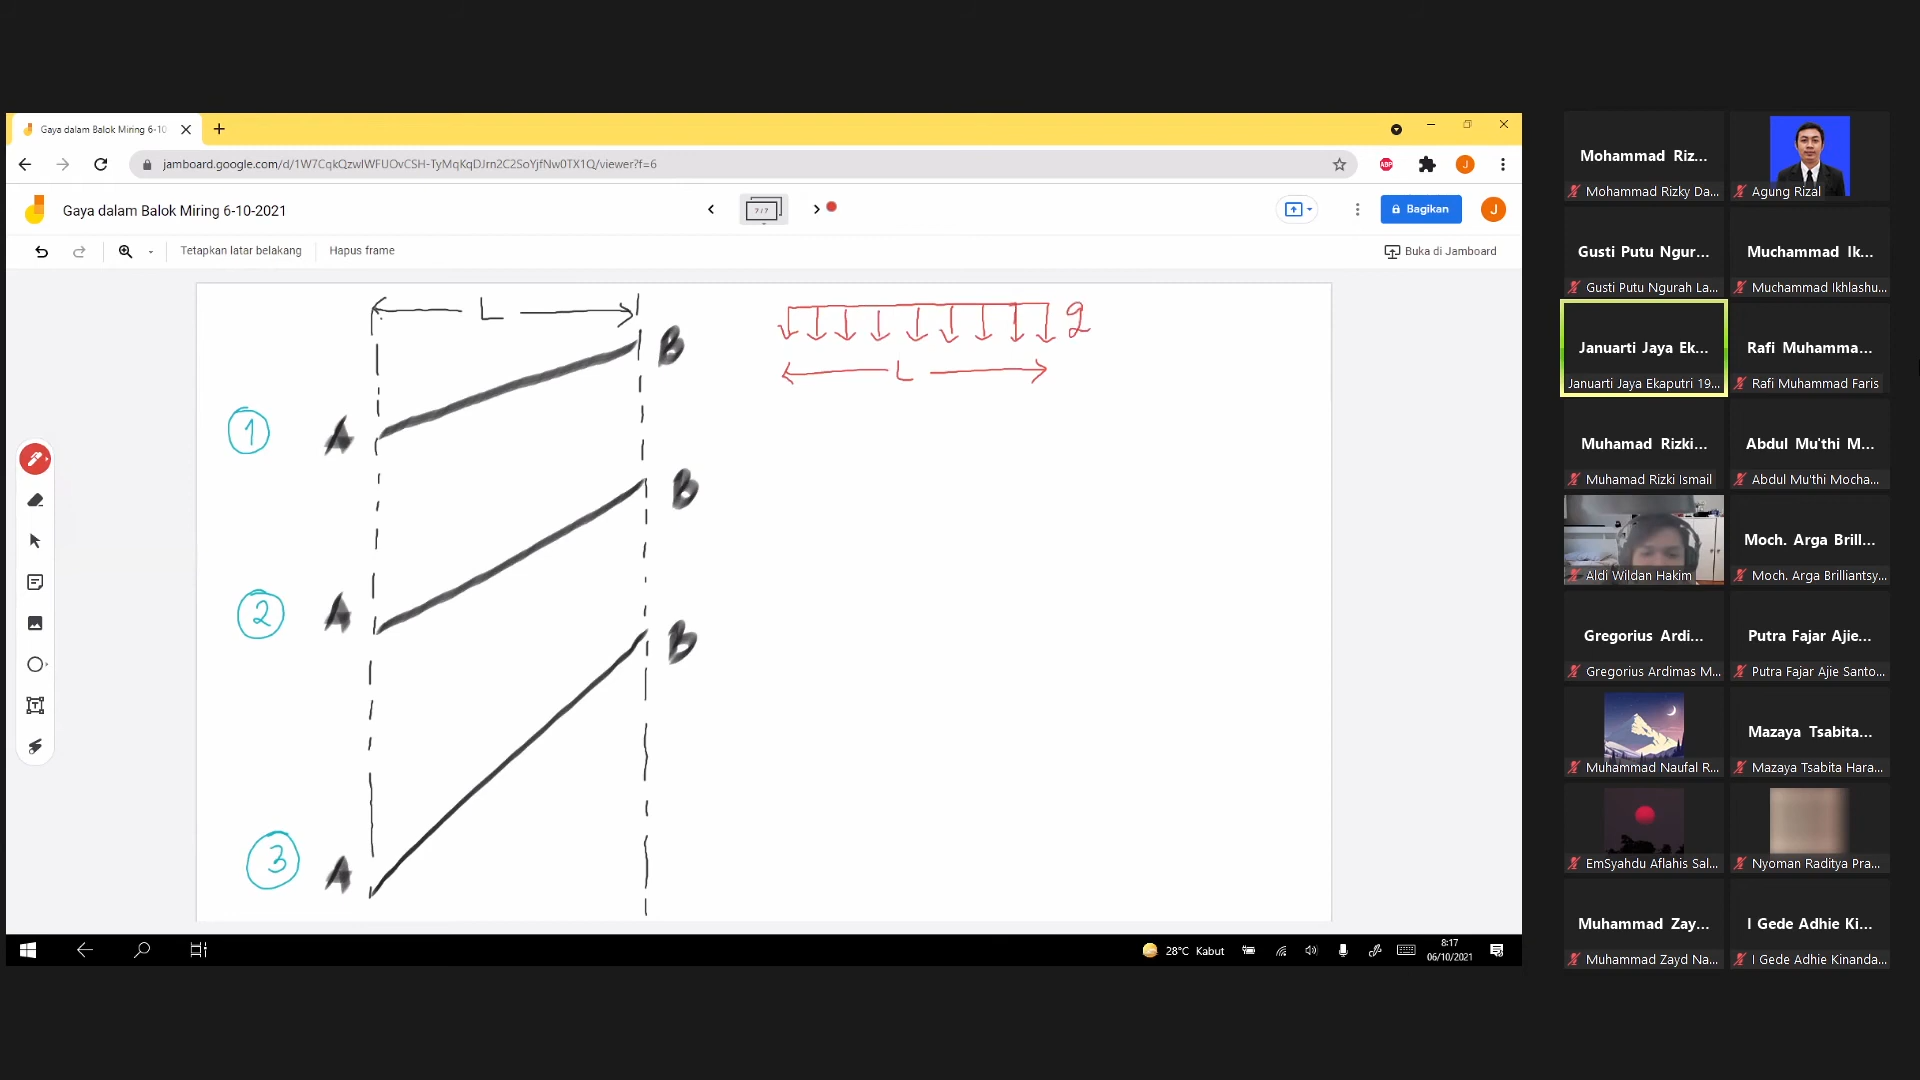 Gaya dalam Balok Miring 6-10
jamboard.google.com/d/1W7CqkQzwIWFUOvCSH-TyMqKqDJrn2C2SoYjfNw0TX1Q/viewer?f=6
ABP
J
Gaya dalam Balok Miring 6-10-2021
7 / 7
Bagikan
J
Tetapkan latar belakang
Hapus frame
Buka di Jamboard
L
q
L
B
1
A
B
2
A
B
3
A
28°C Kabut
8:17
06/10/2021
Mohammad Riz...
Mohammad Rizky Da...
Agung Rizal
Gusti Putu Ngur...
Gusti Putu Ngurah La...
Muchammad Ik...
Muchammad Ikhlashu...
Januarti Jaya Ek...
Januarti Jaya Ekaputri 19...
Rafi Muhamma...
Rafi Muhammad Faris
Muhamad Rizki...
Muhamad Rizki Ismail
Abdul Mu'thi M...
Abdul Mu'thi Mocha...
Aldi Wildan Hakim
Moch. Arga Brill...
Moch. Arga Brilliantsy...
Gregorius Ardi...
Gregorius Ardimas M...
Putra Fajar Ajie...
Putra Fajar Ajie Santo...
Muhammad Naufal R...
Mazaya Tsabita...
Mazaya Tsabita Hara...
EmSyahdu Aflahis Sal...
Nyoman Raditya Pra...
Muhammad Zay...
Muhammad Zayd Na...
I Gede Adhie Ki...
I Gede Adhie Kinanda...